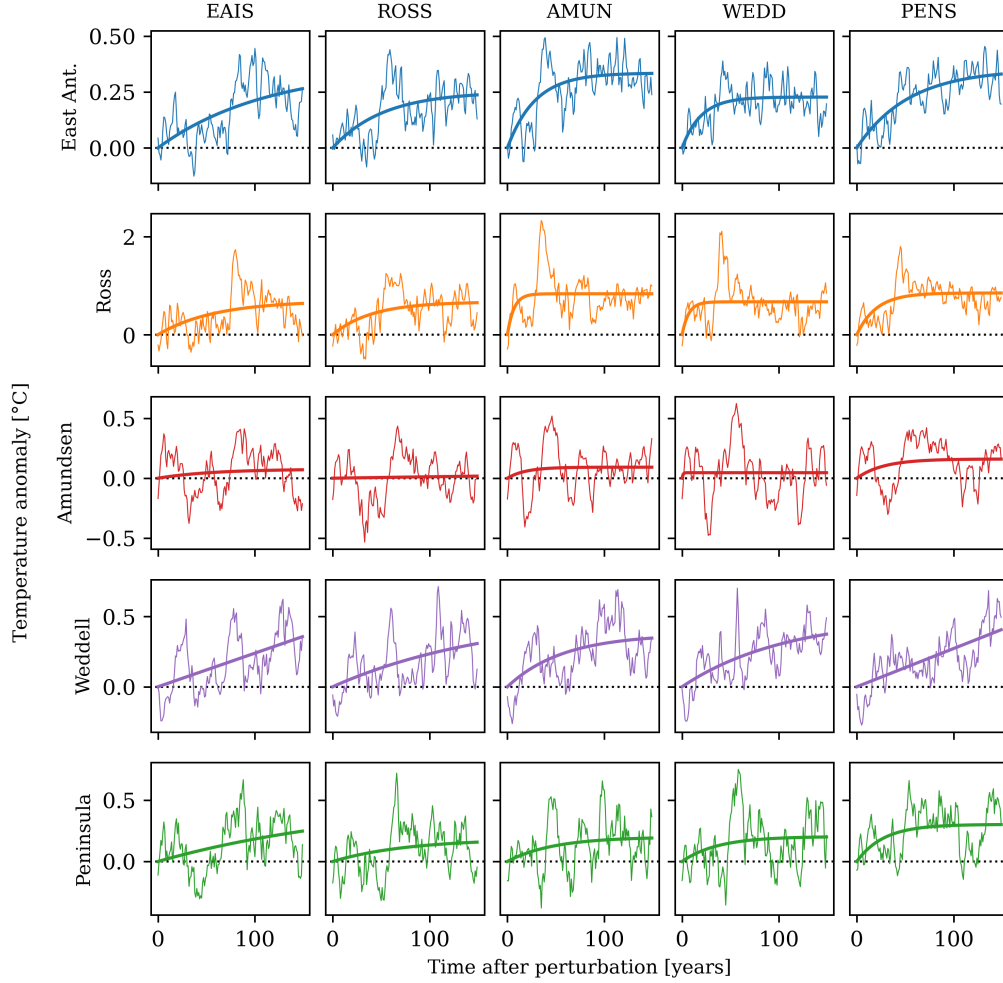 EAIS ROSS AMUN WEDD PENS
East Ant.
0.50
0.25
0.00
Ross
2
0
Temperature anomaly [°C]
Amundsen
0.5
0.0
−0.5
Weddell
0.5
0.0
Peninsula
0.5
0.0
0 100 0 100 0 100 0 100 0 100
Time after perturbation [years]